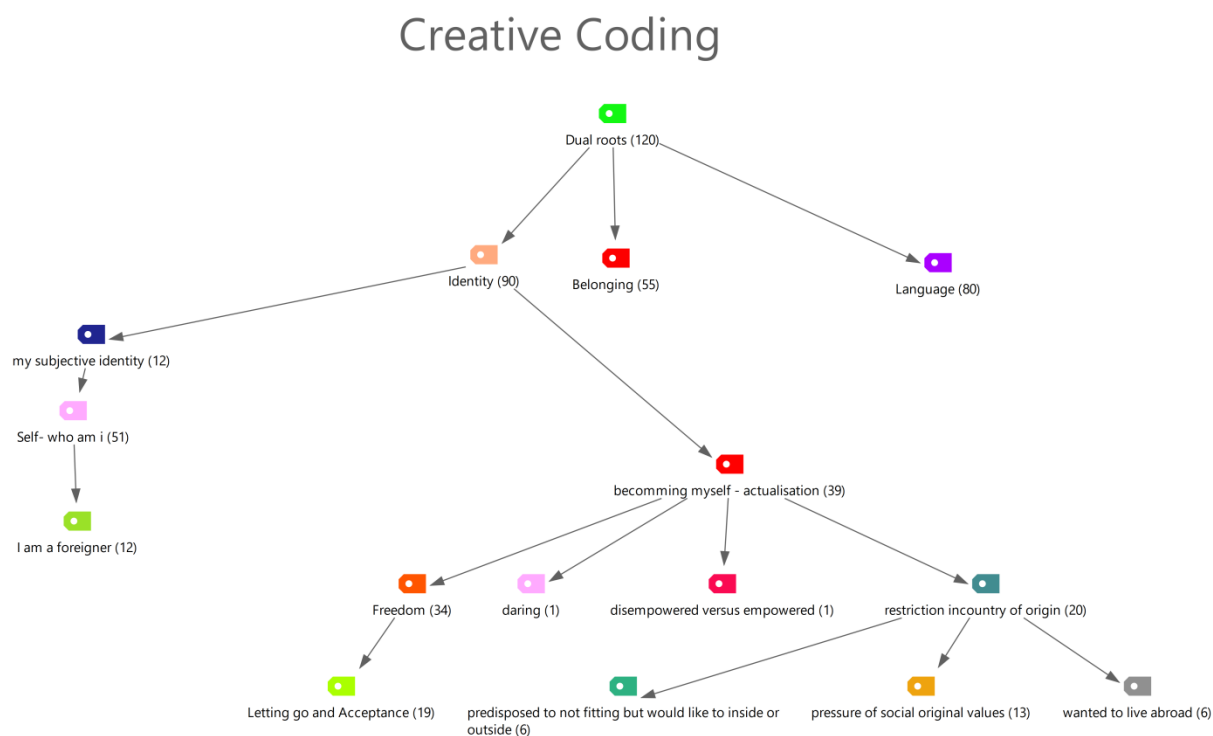 Creative Coding
Dual roots (120)
Identity (90)
Belonging (55)
Language (80)
my subjective identity (12)
Self- who am i (51)
becomming myself - actualisation (39)
I am a foreigner (12)
Freedom (34)
daring (1)
disempowered versus empowered (1)
restriction incountry of origin (20)
Letting go and Acceptance (19)
predisposed to not fitting but would like to inside or
outside (6)
pressure of social original values (13)
wanted to live abroad (6)